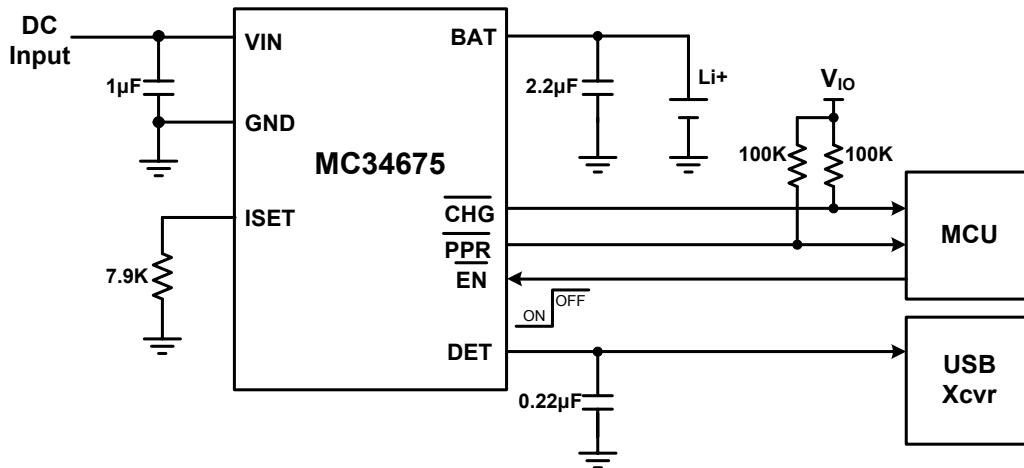 DC
Input
VIN
1µF
GND
MC34675
ISET
7.9K
BAT
2.2µF
Li+
VIO
100K
100K
CHG
PPR
EN
MCU
ON
OFF
DET
0.22µF
USB
Xcvr